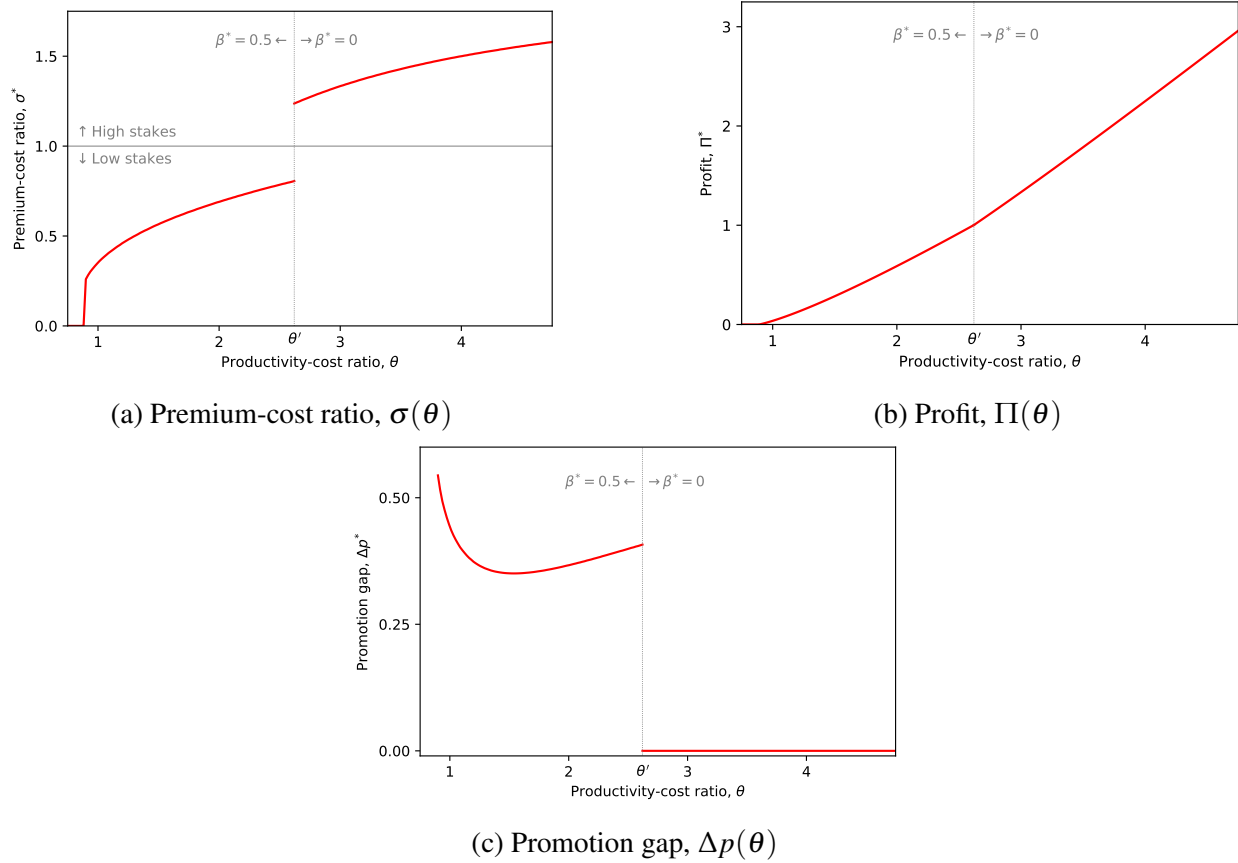 β* = 0.5 ← → β* = 0
Premium-cost ratio, σ*
1.5
1.0
0.5
0.0
↑ High stakes
↓ Low stakes
1 2 θ′ 3 4
Productivity-cost ratio, θ
(a) Premium-cost ratio, σ(θ)
β* = 0.5 ← → β* = 0
Profit, Π*
3
2
1
0
1 2 θ′ 3 4
Productivity-cost ratio, θ
(b) Profit, Π(θ)
β* = 0.5 ← → β* = 0
Promotion gap, Δp*
0.50
0.25
0.00
1 2 θ′ 3 4
Productivity-cost ratio, θ
(c) Promotion gap, Δp(θ)